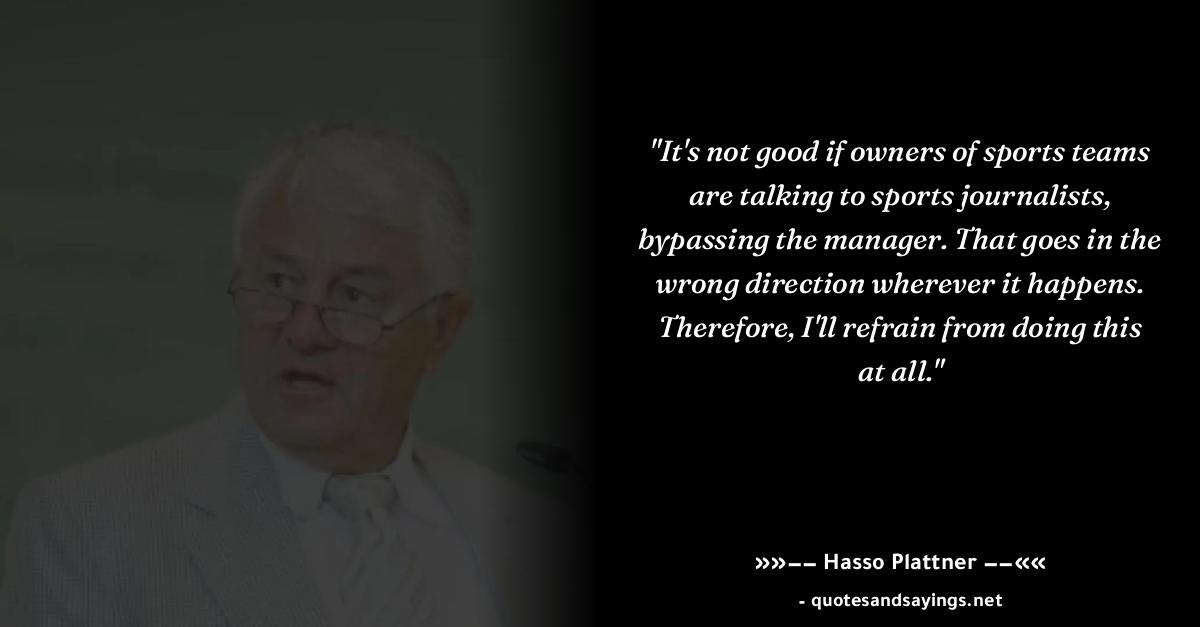 "It's not good if owners of sports teams
are talking to sports journalists,
bypassing the manager. That goes in the
wrong direction wherever it happens.
Therefore, I'll refrain from doing this
at all."
»»–– Hasso Plattner ––««
- quotesandsayings.net